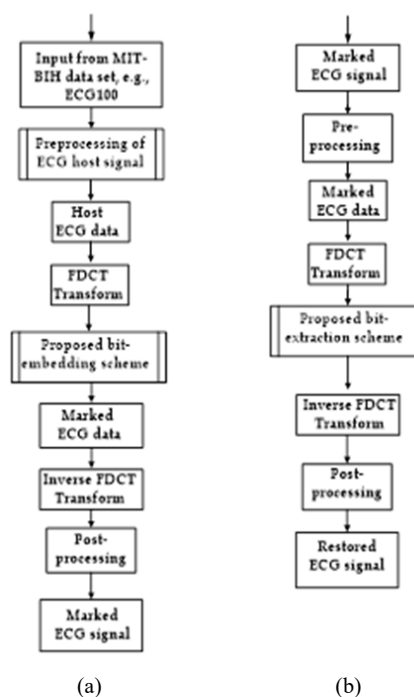 Input from MIT-
BIH data set, e.g.,
ECG100
Preprocessing of
ECG host signal
Host
ECG data
FDCT
Transform
Proposed bit-
embedding scheme
Marked
ECG data
Inverse FDCT
Transform
Post-
processing
Marked
ECG signal
(a)
Marked
ECG signal
Pre-
processing
Marked
ECG data
FDCT
Transform
Proposed bit-
extraction scheme
Inverse FDCT
Transform
Post-
processing
Restored
ECG signal
(b)